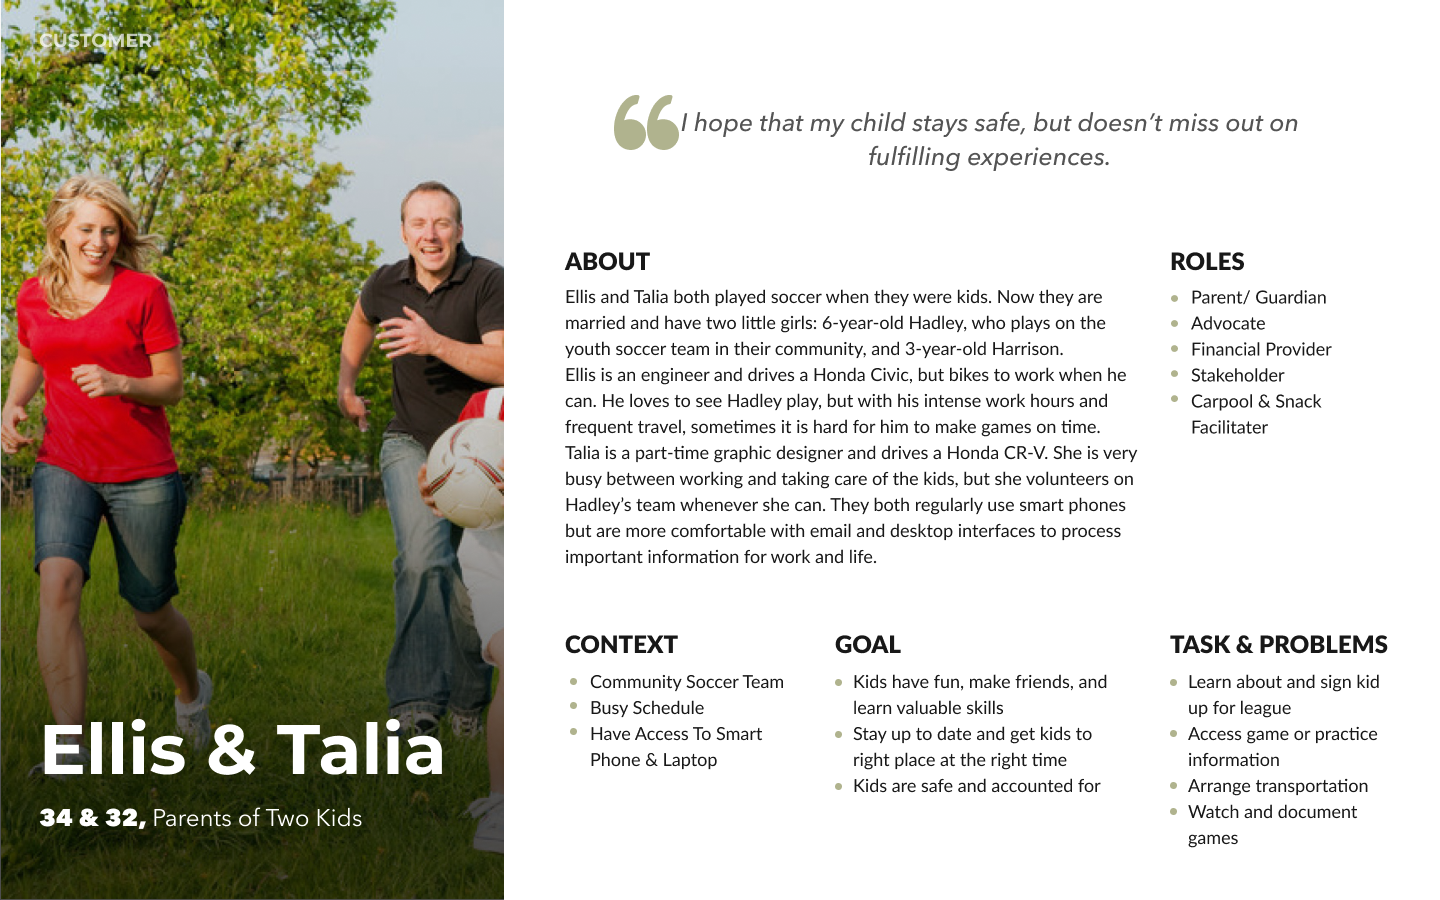 CUSTOMER
“I hope that my child stays safe, but doesn’t miss out on
fulfilling experiences.
ABOUT
Ellis and Talia both played soccer when they were kids. Now they are
married and have two little girls: 6-year-old Hadley, who plays on the
youth soccer team in their community, and 3-year-old Harrison.
Ellis is an engineer and drives a Honda Civic, but bikes to work when he
can. He loves to see Hadley play, but with his intense work hours and
frequent travel, sometimes it is hard for him to make games on time.
Talia is a part-time graphic designer and drives a Honda CR-V. She is very
busy between working and taking care of the kids, but she volunteers on
Hadley’s team whenever she can. They both regularly use smart phones
but are more comfortable with email and desktop interfaces to process
important information for work and life.
ROLES
Parent/ Guardian
Advocate
Financial Provider
Stakeholder
Carpool & Snack
Facilitater
CONTEXT
Community Soccer Team
Busy Schedule
Have Access To Smart
Phone & Laptop
GOAL
Kids have fun, make friends, and
learn valuable skills
Stay up to date and get kids to
right place at the right time
Kids are safe and accounted for
TASK & PROBLEMS
Learn about and sign kid
up for league
Access game or practice
information
Arrange transportation
Watch and document
games
Ellis & Talia
34 & 32, Parents of Two Kids